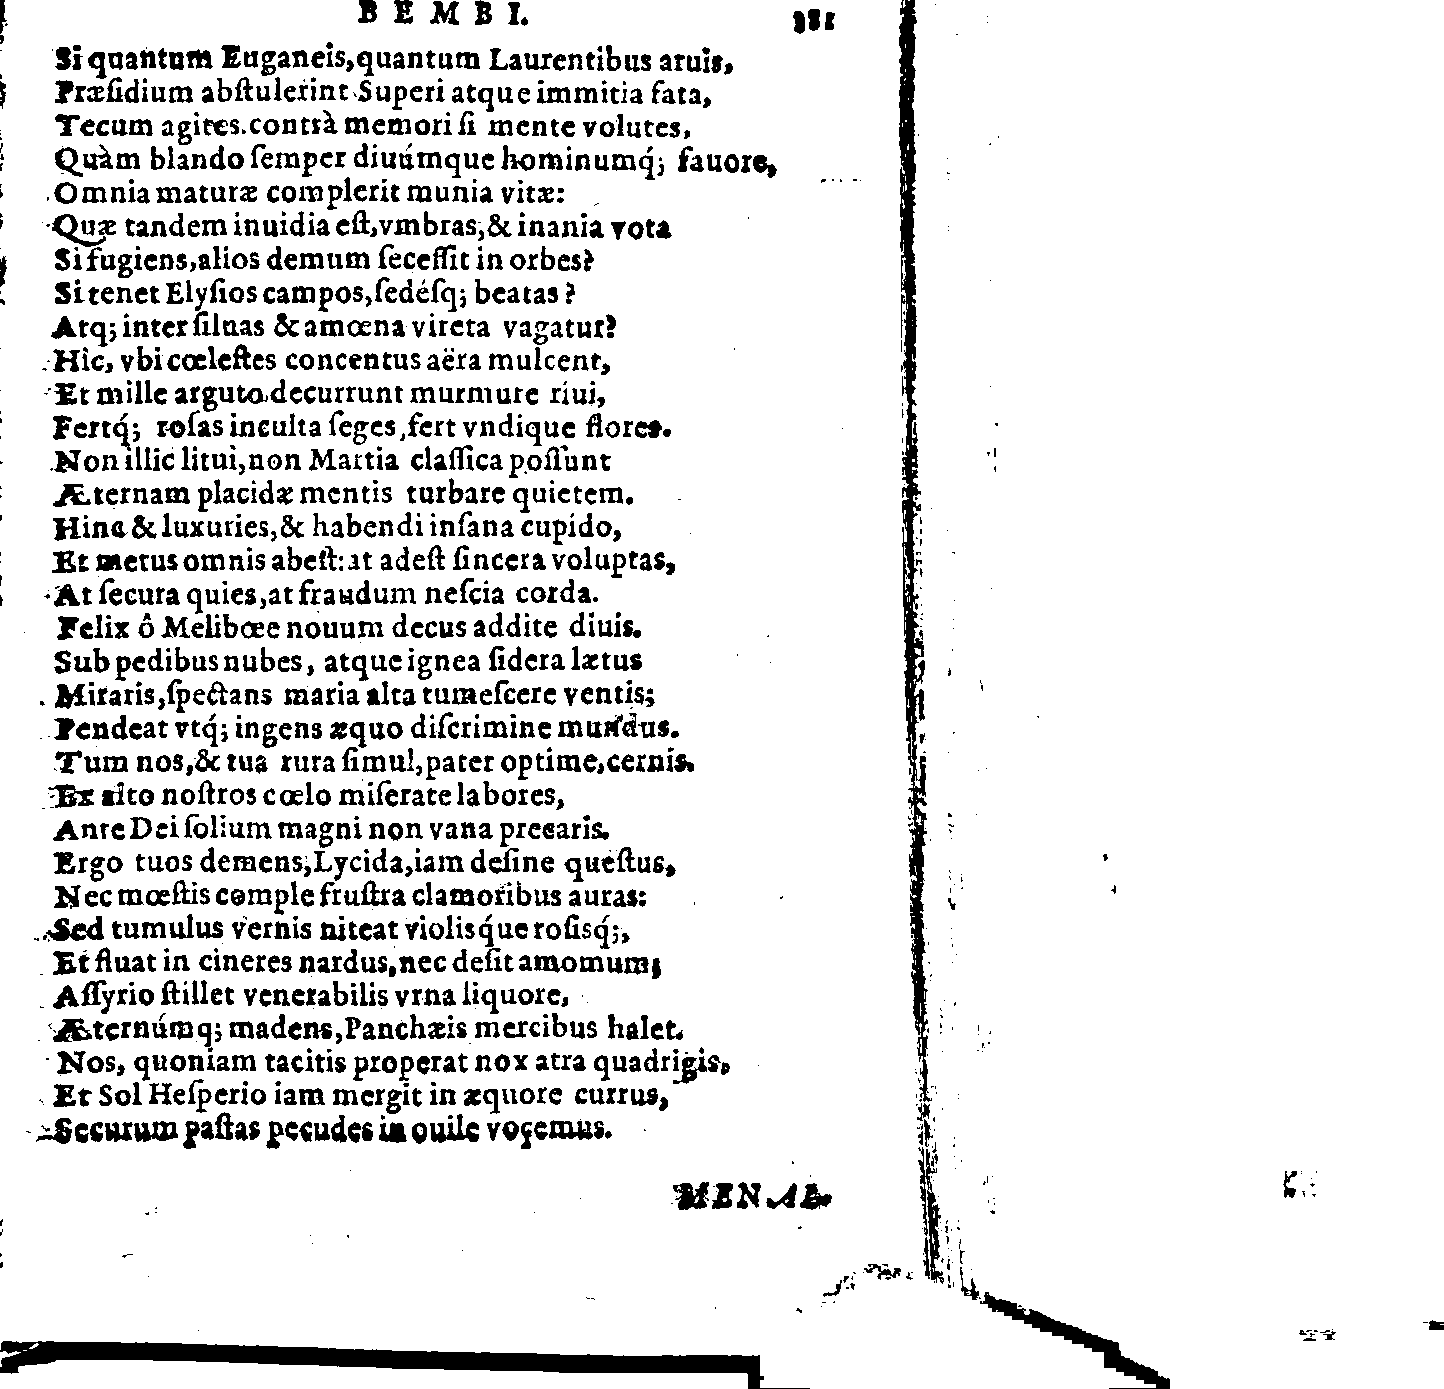 BEMBI.
Si quantum Euganeis, quantum Laurentibus aruis,
Præſidium abſtulerint Superi atque immitia fata,
Tecum agites. contrà memori ſi mente volutes,
Quàm blando ſemper diuúmque hominumq́; fauore,
Omnia maturæ complerit munia vitæ:
Quæ tandem inuidia eſt, vmbras, & inania vota
Si fugiens, alios demum ſeceſſit in orbes?
Si tenet Elyſios campos, ſedéſq; beatas?
Atq; inter ſiluas & amœna vireta vagatur?
Hîc, vbi cœleſtes concentus aëra mulcent,
Et mille arguto decurrunt murmure riui,
Fertq́; roſas inculta ſeges, fert vndique flores.
Non illic litui, non Martia claſſica poſſunt
Æternam placidæ mentis turbare quietem.
Hinc & luxuries, & habendi inſana cupido,
Et metus omnis abeſt: at adeſt ſincera voluptas,
At ſecura quies, at fraudum neſcia corda.
Felix ô Melibœe nouum decus addite diuis.
Sub pedibus nubes, atque ignea ſidera lætus
Miraris, ſpectans maria alta tumeſcere ventis;
Pendeat vtq́; ingens æquo diſcrimine mundus.
Tum nos, & tua rura ſimul, pater optime, cernis.
Ex alto noſtros cœlo miſerate labores,
Ante Dei ſolium magni non vana precaris.
Ergo tuos demens, Lycida, iam deſine queſtus,
Nec mœſtis comple fruſtra clamoribus auras:
Sed tumulus vernis niteat violisq́ue roſisq́;,
Et fluat in cineres nardus, nec deſit amomum;
Aſſyrio ſtillet venerabilis vrna liquore,
Æternúmq; madens, Panchæis mercibus halet.
Nos, quoniam tacitis properat nox atra quadrigis,
Et Sol Heſperio iam mergit in æquore currus,
Securum paſtas pecudes in ouile vocemus.
MENAL.